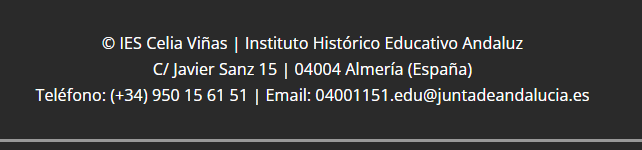 © IES Celia Viñas | Instituto Histórico Educativo Andaluz
C/ Javier Sanz 15 | 04004 Almería (España)
Teléfono: (+34) 950 15 61 51 | Email: 04001151.edu@juntadeandalucia.es